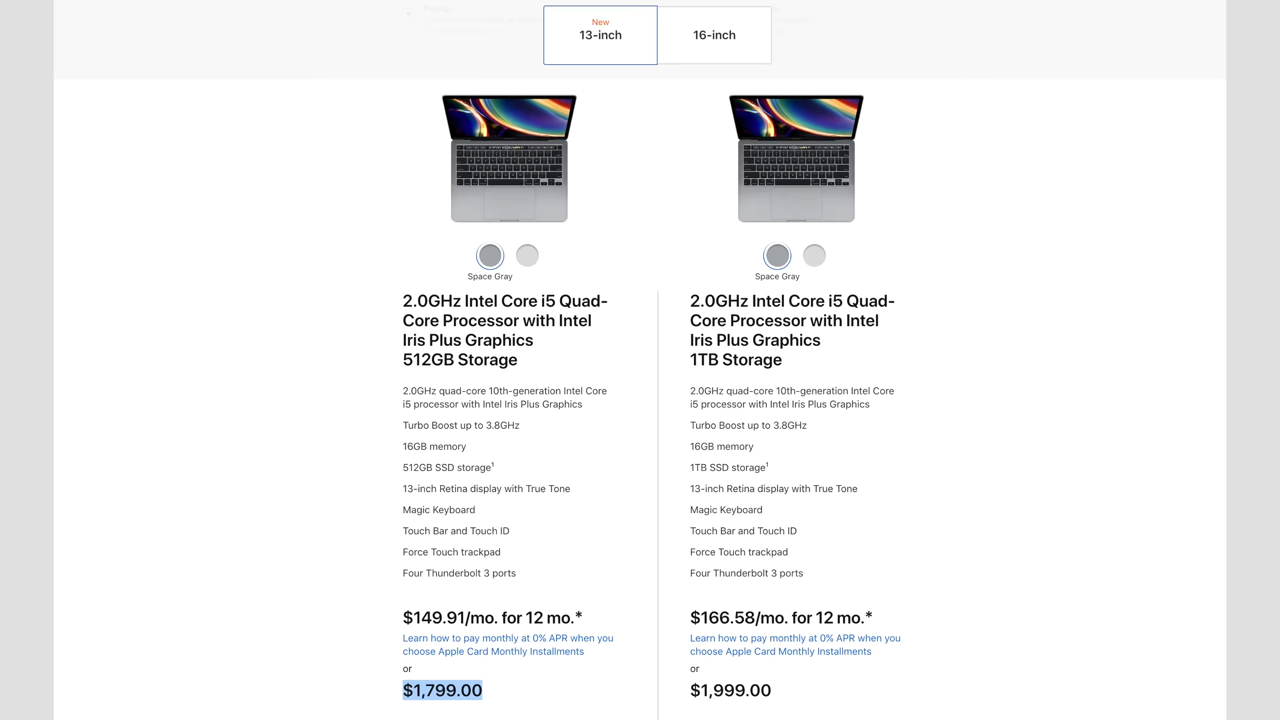 New
13-inch
16-inch
Space Gray
2.0GHz Intel Core i5 Quad-
Core Processor with Intel
Iris Plus Graphics
512GB Storage
2.0GHz quad-core 10th-generation Intel Core
i5 processor with Intel Iris Plus Graphics
Turbo Boost up to 3.8GHz
16GB memory
512GB SSD storage¹
13-inch Retina display with True Tone
Magic Keyboard
Touch Bar and Touch ID
Force Touch trackpad
Four Thunderbolt 3 ports
$149.91/mo. for 12 mo.*
Learn how to pay monthly at 0% APR when you
choose Apple Card Monthly Installments
or
$1,799.00
Space Gray
2.0GHz Intel Core i5 Quad-
Core Processor with Intel
Iris Plus Graphics
1TB Storage
2.0GHz quad-core 10th-generation Intel Core
i5 processor with Intel Iris Plus Graphics
Turbo Boost up to 3.8GHz
16GB memory
1TB SSD storage¹
13-inch Retina display with True Tone
Magic Keyboard
Touch Bar and Touch ID
Force Touch trackpad
Four Thunderbolt 3 ports
$166.58/mo. for 12 mo.*
Learn how to pay monthly at 0% APR when you
choose Apple Card Monthly Installments
or
$1,999.00